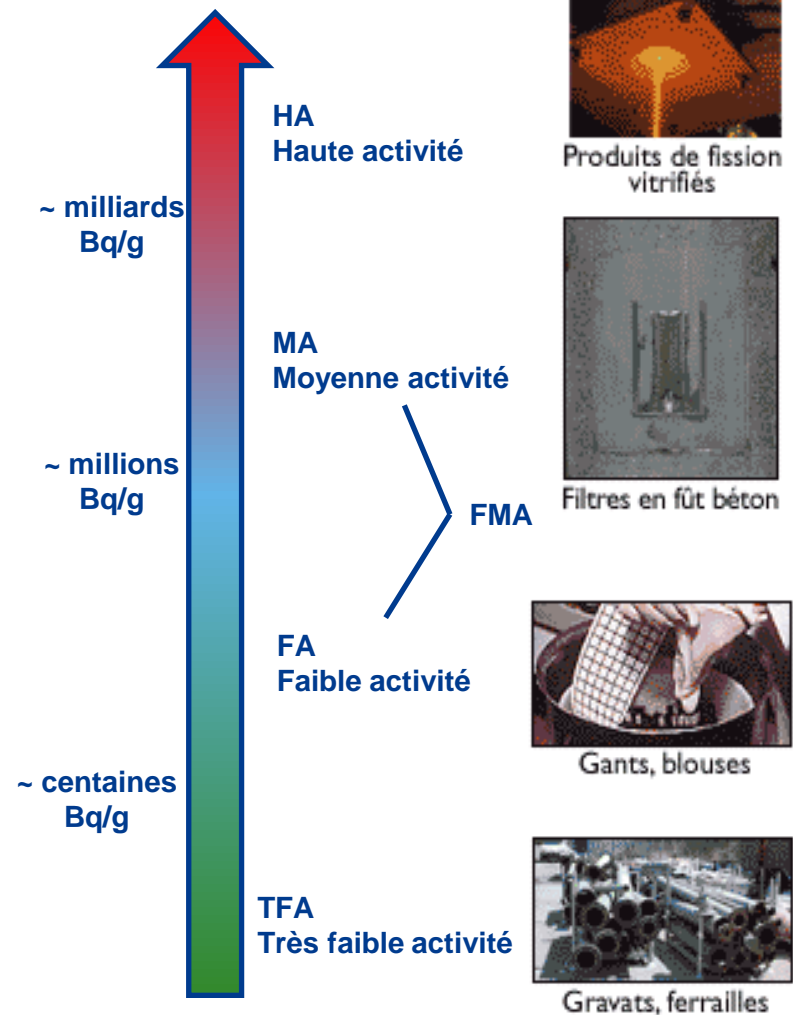 HA
Haute activité
Produits de fission
vitrifiés
~ milliards
Bq/g
MA
Moyenne activité
~ millions
Bq/g
Filtres en fût béton
FMA
FA
Faible activité
Gants, blouses
~ centaines
Bq/g
TFA
Très faible activité
Gravats, ferrailles